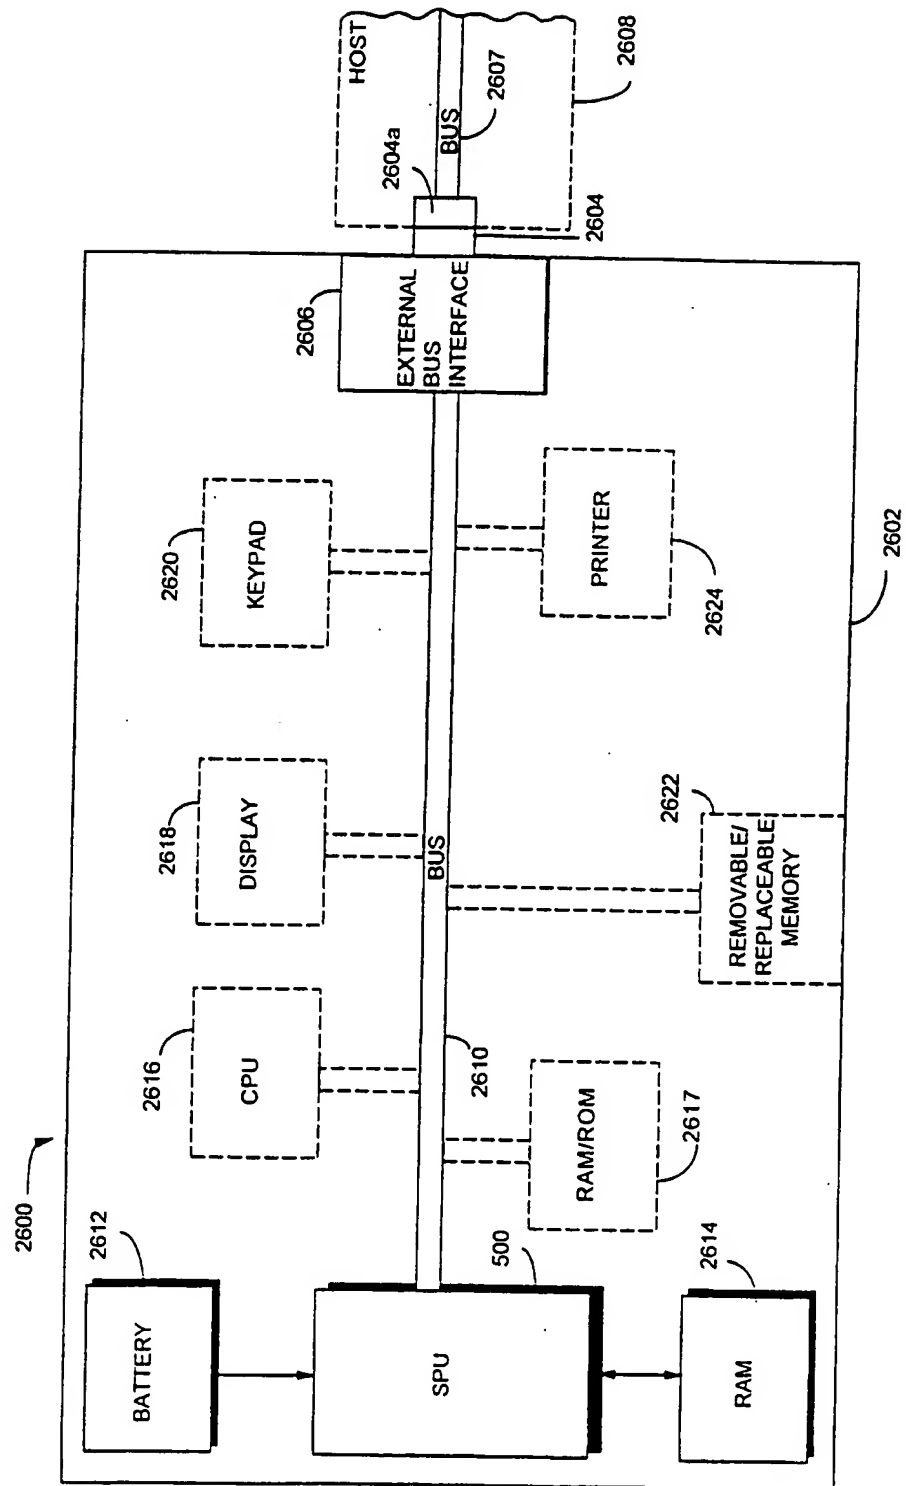 2600
2612
BATTERY
SPU
500
RAM
2614
2616
CPU
2618
DISPLAY
2620
KEYPAD
BUS
2610
RAM/ROM
2617
REMOVABLE/
REPLACEABLE
MEMORY
2622
PRINTER
2624
2606
EXTERNAL
BUS
INTERFACE
2602
2604a
2604
HOST
BUS
2607
2608